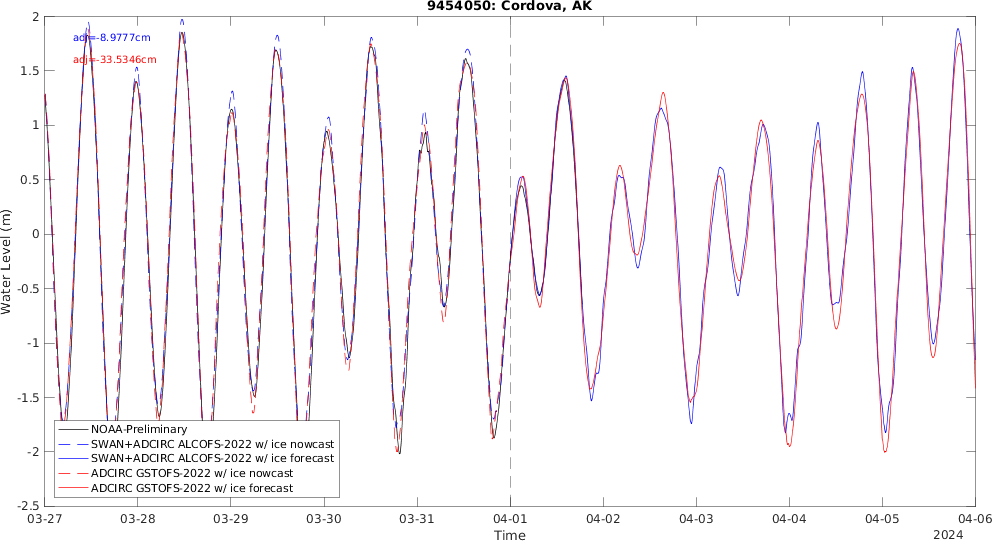 9454050: Cordova, AK
2
1.5
1
0.5
0
-0.5
-1
-1.5
-2
-2.5
Water Level (m)
adj=-8.9777cm
adj=-33.5346cm
NOAA-Preliminary
SWAN+ADCIRC ALCOFS-2022 w/ ice nowcast
SWAN+ADCIRC ALCOFS-2022 w/ ice forecast
ADCIRC GSTOFS-2022 w/ ice nowcast
ADCIRC GSTOFS-2022 w/ ice forecast
03-27 03-28 03-29 03-30 03-31 04-01 04-02 04-03 04-04 04-05 04-06
Time
2024